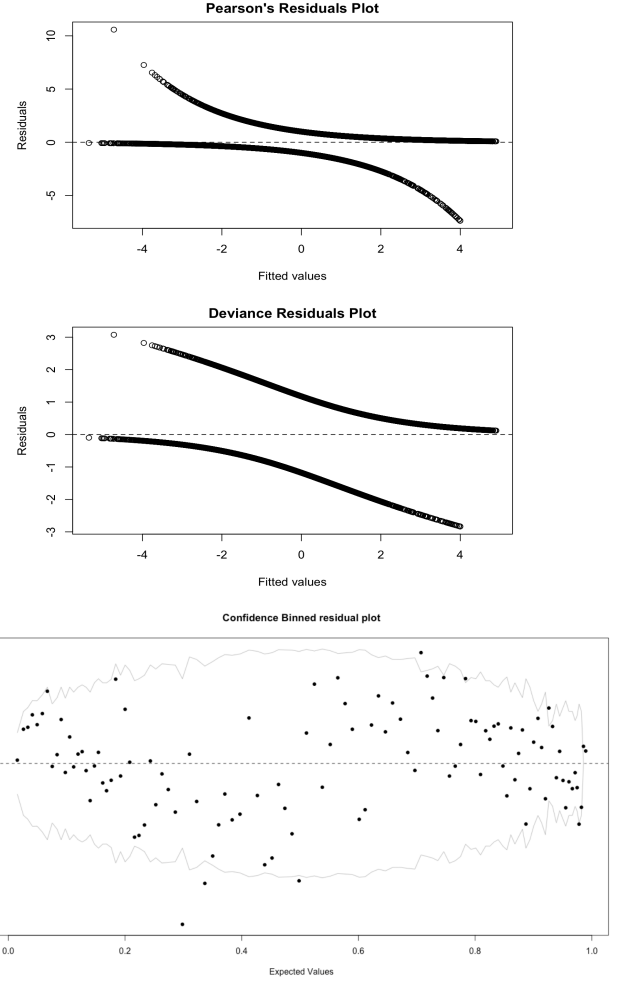 Pearson's Residuals Plot
Residuals
10
5
0
-5
-4 -2 0 2 4
Fitted values
Deviance Residuals Plot
Residuals
3
2
1
0
-1
-2
-3
-4 -2 0 2 4
Fitted values
Confidence Binned residual plot
0.0 0.2 0.4 0.6 0.8 1.0
Expected Values